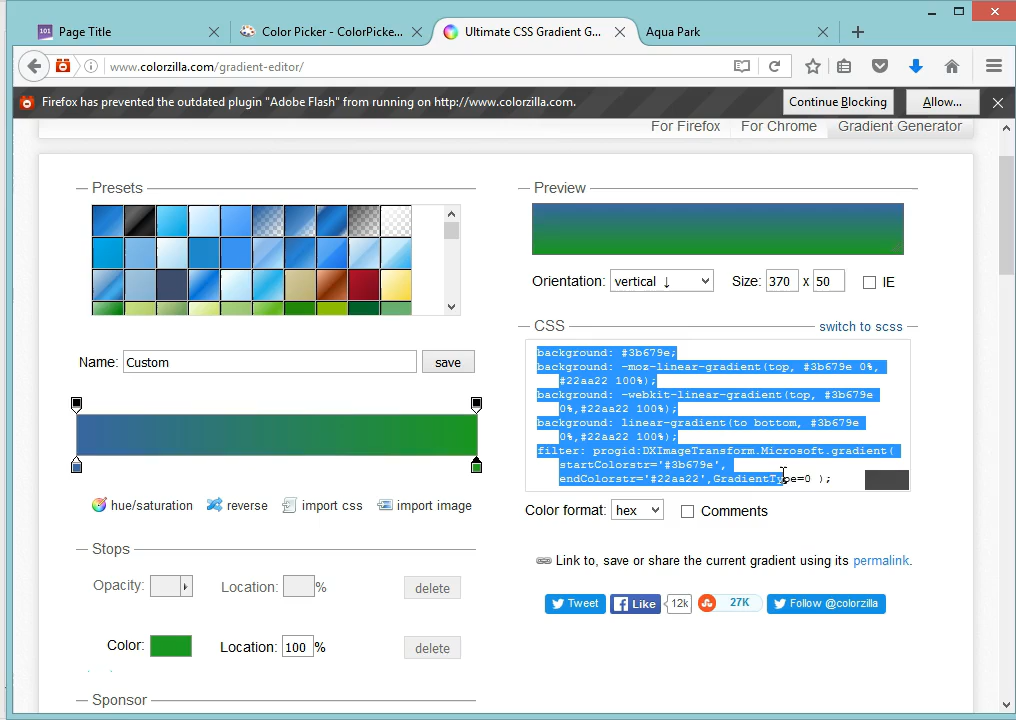 101 Page Title
Color Picker - ColorPicke...
Ultimate CSS Gradient G...
Aqua Park
www.colorzilla.com/gradient-editor/
Firefox has prevented the outdated plugin "Adobe Flash" from running on http://www.colorzilla.com.
Continue Blocking
Allow...
For Firefox
For Chrome
Gradient Generator
Presets
Preview
Orientation: vertical ↓
Size: 370 x 50
IE
CSS
switch to scss
Name: Custom
save
background: #3b679e;
background: -moz-linear-gradient(top, #3b679e 0%,
#22aa22 100%);
background: -webkit-linear-gradient(top, #3b679e
0%,#22aa22 100%);
background: linear-gradient(to bottom, #3b679e
0%,#22aa22 100%);
filter: progid:DXImageTransform.Microsoft.gradient(
startColorstr='#3b679e',
endColorstr='#22aa22',GradientType=0 );
hue/saturation
reverse
import css
import image
Color format: hex
Comments
Stops
Link to, save or share the current gradient using its permalink.
Opacity:
Location: %
delete
Tweet
Like
12k
27K
Follow @colorzilla
Color:
Location: 100 %
delete
Sponsor